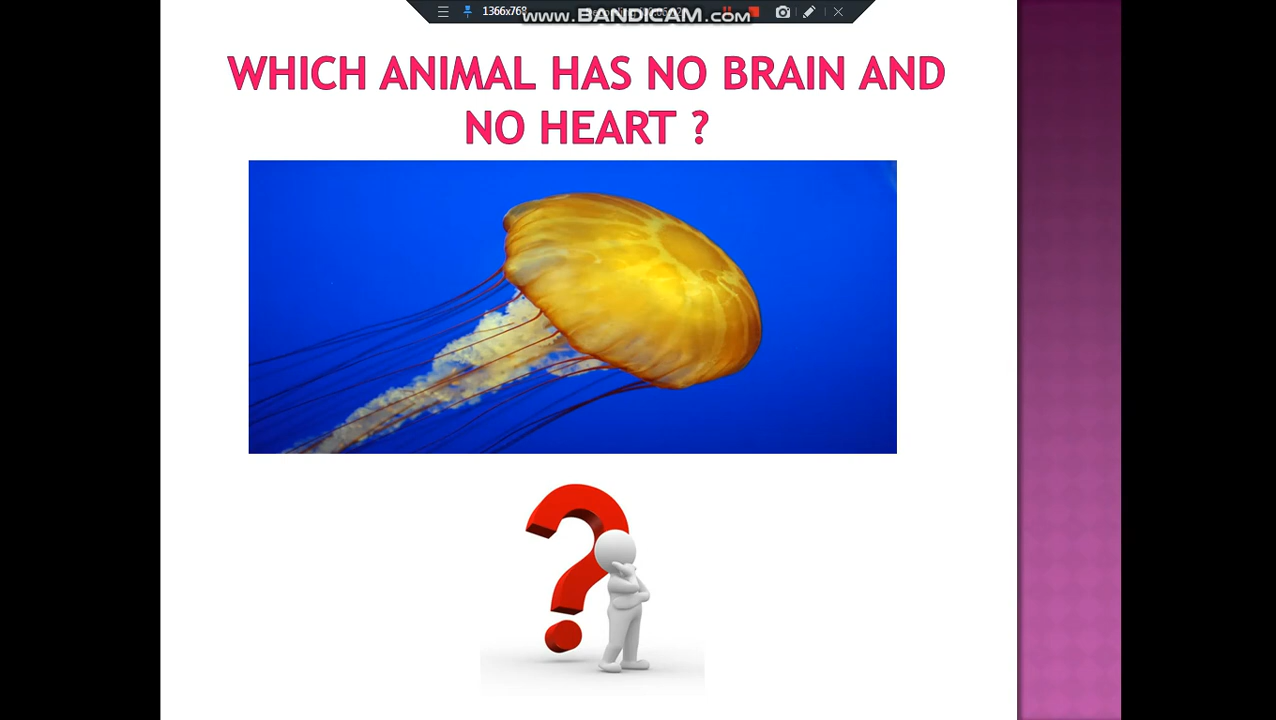 1366x768
www.BANDICAM.com
WHICH ANIMAL HAS NO BRAIN AND
NO HEART ?